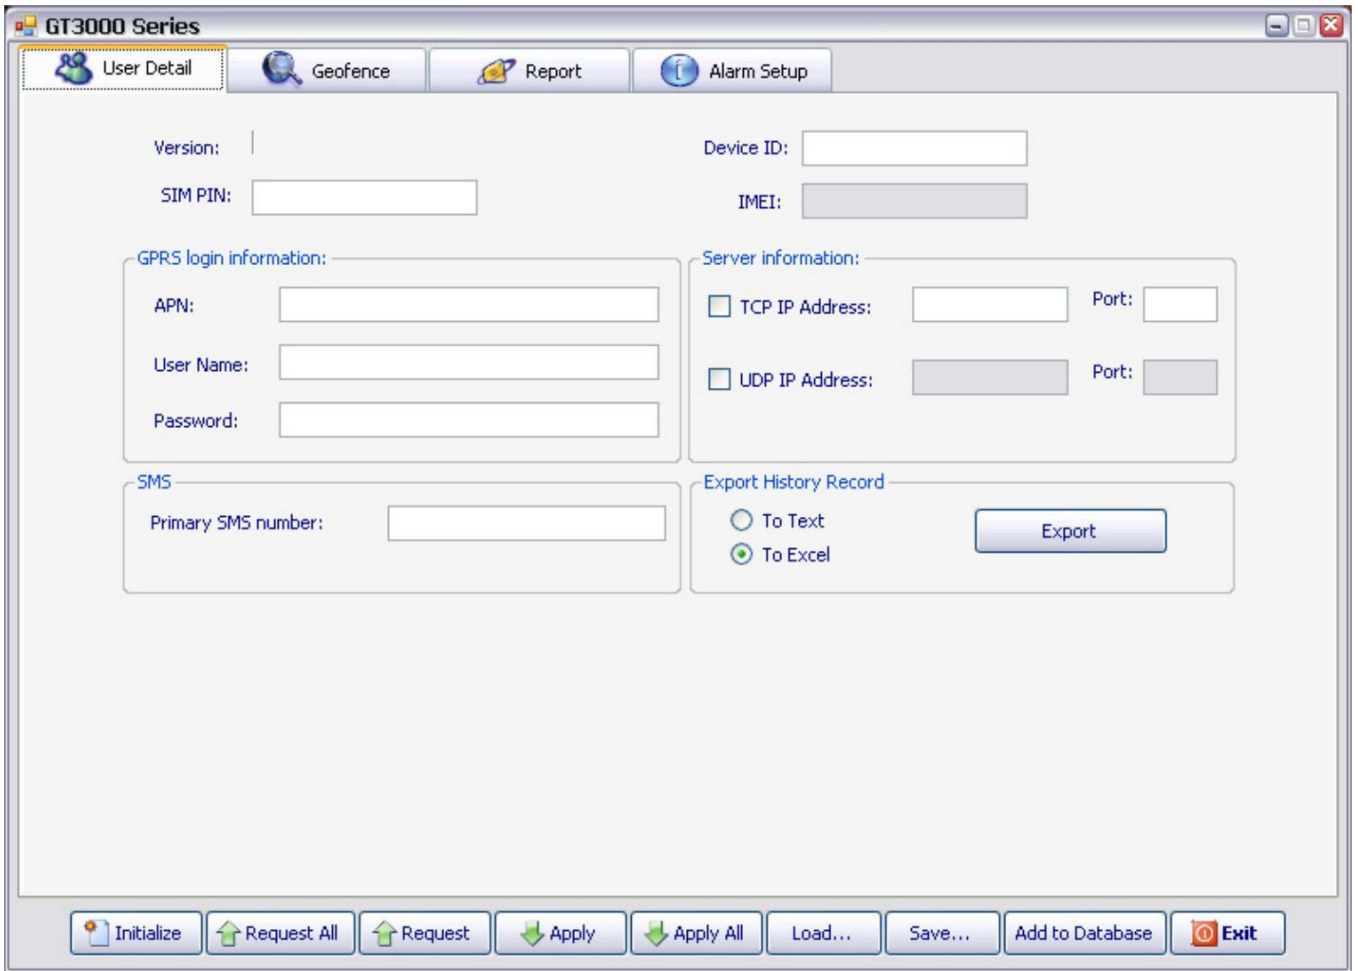 GT3000 Series
User Detail
Geofence
Report
Alarm Setup
Version:
Device ID:
SIM PIN:
IMEI:
GPRS login information:
APN:
User Name:
Password:
Server information:
TCP IP Address:
Port:
UDP IP Address:
Port:
SMS
Primary SMS number:
Export History Record
To Text
To Excel
Export
Initialize
Request All
Request
Apply
Apply All
Load...
Save...
Add to Database
Exit